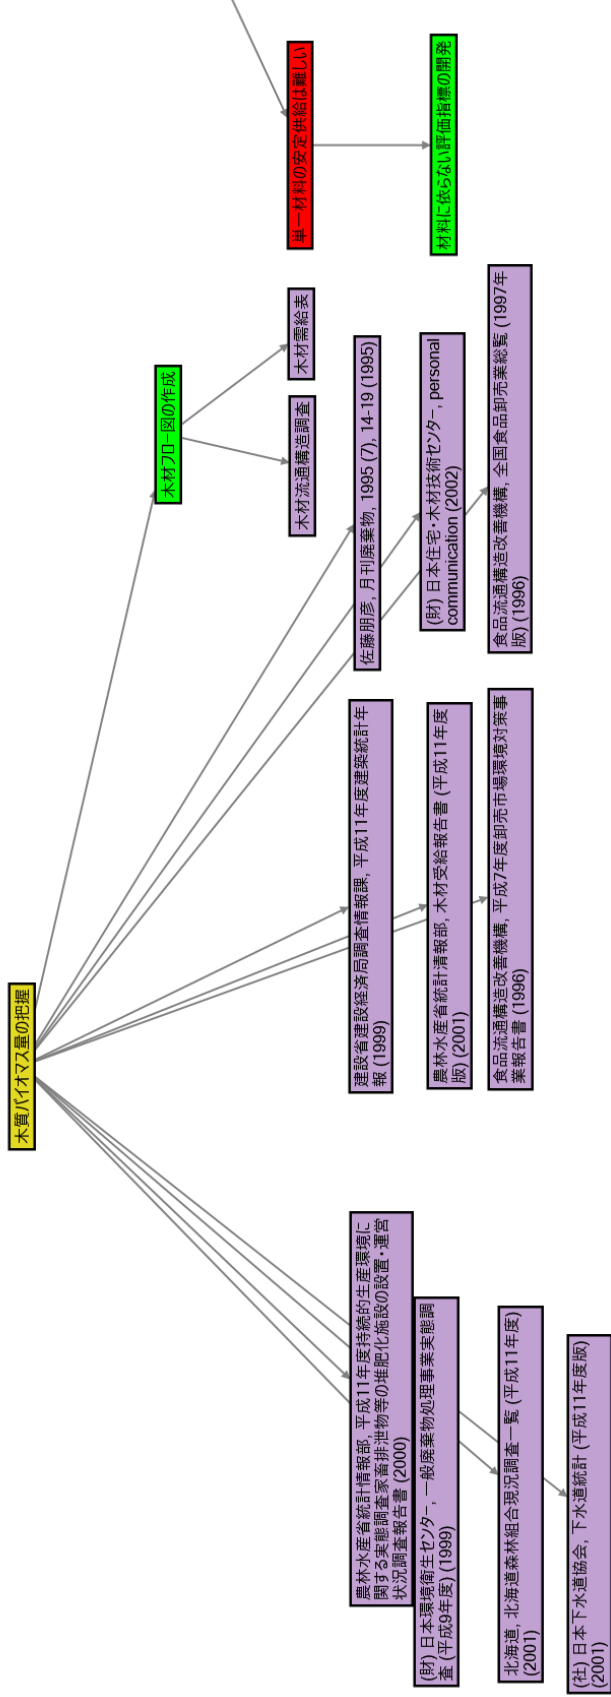 木質バイオマス量の把握
木材フロー図の作成
単一材料の安定供給は難しい
農林水産省統計情報部, 平成11年度持続的生産環境に
関する実態調査家畜排泄物等の堆肥化施設の設置・運営
状況調査報告書 (2000)
建設省建設経済局調査情報課, 平成11年度建築統計年
報 (1999)
佐藤朋彦, 月刊廃棄物, 1995 (7), 14-19 (1995)
木材流通構造調査
木材需給表
(財) 日本環境衛生センター, 一般廃棄物処理事業実態調
査 (平成9年度) (1999)
農林水産省統計清報部, 木材受給報告書 (平成11年度
版) (2001)
(財) 日本住宅・木材技術センター, personal
communication (2002)
材料に依らない評価指標の開発
北海道, 北海道森林組合現況調査一覧 (平成11年度)
(2001)
食品流通構造改善機構, 平成7年度卸売市場環境対策事
業報告書 (1996)
食品流通構造改善機構, 全国食品卸売業総覧 (1997年
版) (1996)
(社) 日本下水道協会, 下水道統計 (平成11年度版)
(2001)